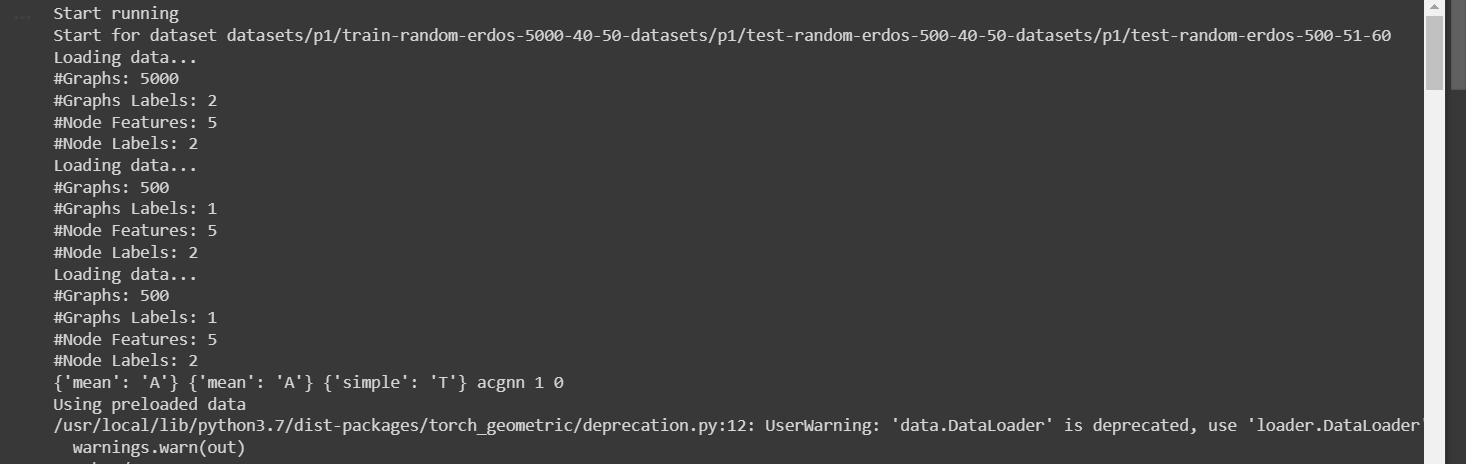 Start running
Start for dataset datasets/p1/train-random-erdos-5000-40-50-datasets/p1/test-random-erdos-500-40-50-datasets/p1/test-random-erdos-500-51-60
Loading data...
#Graphs: 5000
#Graphs Labels: 2
#Node Features: 5
#Node Labels: 2
Loading data...
#Graphs: 500
#Graphs Labels: 1
#Node Features: 5
#Node Labels: 2
Loading data...
#Graphs: 500
#Graphs Labels: 1
#Node Features: 5
#Node Labels: 2
{'mean': 'A'} {'mean': 'A'} {'simple': 'T'} acgnn 1 0
Using preloaded data
/usr/local/lib/python3.7/dist-packages/torch_geometric/deprecation.py:12: UserWarning: 'data.DataLoader' is deprecated, use 'loader.DataLoader'
warnings.warn(out)